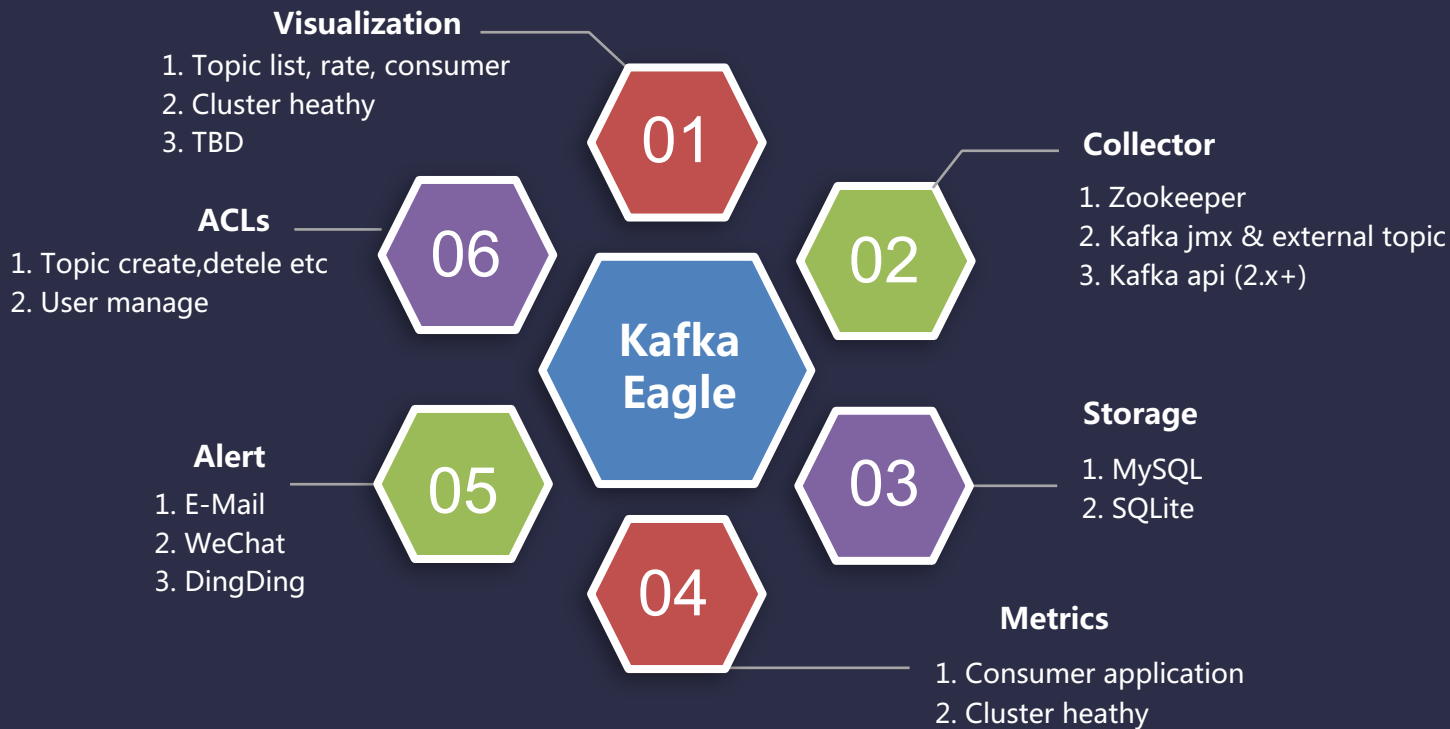 Visualization
1. Topic list, rate, consumer
2. Cluster heathy
3. TBD
01
Collector
1. Zookeeper
2. Kafka jmx & external topic
3. Kafka api (2.x+)
02
ACLs
1. Topic create,detele etc
2. User manage
06
Kafka
Eagle
Storage
1. MySQL
2. SQLite
03
Alert
1. E-Mail
2. WeChat
3. DingDing
05
04
Metrics
1. Consumer application
2. Cluster heathy